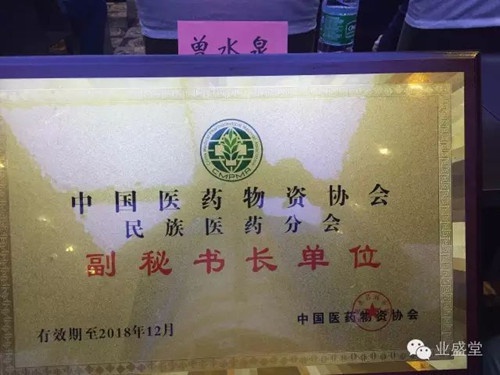 曾水泉
CMPMA
中国医药物资协会
民族医药分会
副秘书长单位
有效期至2018年12月
中国医药物资协会
业盛堂